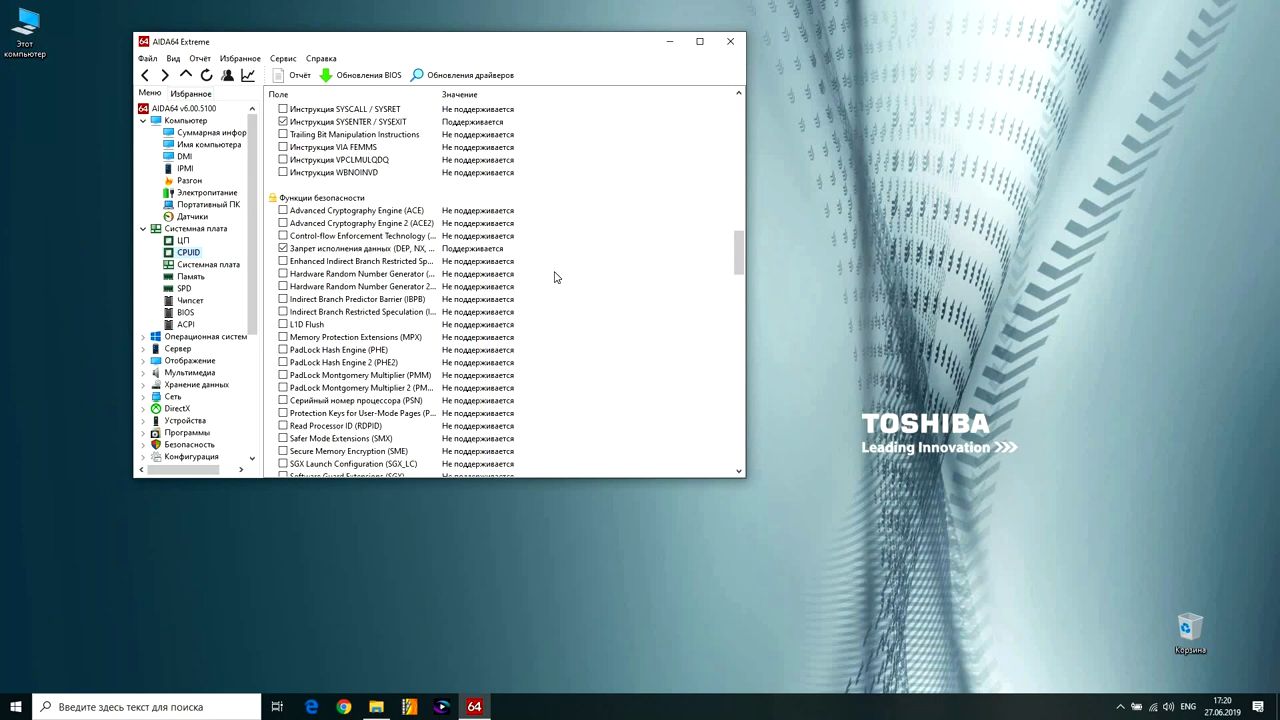 Этот
компьютер
64 AIDA64 Extreme
Файл Вид Отчёт Избранное Сервис Справка
Отчёт Обновления BIOS Обновления драйверов
Меню Избранное
64 AIDA64 v6.00.5100
Компьютер
Суммарная инфор
Имя компьютера
DMI
IPMI
Разгон
Электропитание
Портативный ПК
Датчики
Системная плата
ЦП
CPUID
Системная плата
Память
SPD
Чипсет
BIOS
ACPI
Операционная систем
Сервер
Отображение
Мультимедиа
Хранение данных
Сеть
DirectX
Устройства
Программы
Безопасность
Конфигурация
Поле Значение
Инструкция SYSCALL / SYSRET Не поддерживается
Инструкция SYSENTER / SYSEXIT Поддерживается
Trailing Bit Manipulation Instructions Не поддерживается
Инструкция VIA FEMMS Не поддерживается
Инструкция VPCLMULQDQ Не поддерживается
Инструкция WBNOINVD Не поддерживается
Функции безопасности
Advanced Cryptography Engine (ACE) Не поддерживается
Advanced Cryptography Engine 2 (ACE2) Не поддерживается
Control-flow Enforcement Technology (... Не поддерживается
Запрет исполнения данных (DEP, NX, ... Поддерживается
Enhanced Indirect Branch Restricted Sp... Не поддерживается
Hardware Random Number Generator (... Не поддерживается
Hardware Random Number Generator 2... Не поддерживается
Indirect Branch Predictor Barrier (IBPB) Не поддерживается
Indirect Branch Restricted Speculation (I... Не поддерживается
L1D Flush Не поддерживается
Memory Protection Extensions (MPX) Не поддерживается
PadLock Hash Engine (PHE) Не поддерживается
PadLock Hash Engine 2 (PHE2) Не поддерживается
PadLock Montgomery Multiplier (PMM) Не поддерживается
PadLock Montgomery Multiplier 2 (PM... Не поддерживается
Серийный номер процессора (PSN) Не поддерживается
Protection Keys for User-Mode Pages (P... Не поддерживается
Read Processor ID (RDPID) Не поддерживается
Safer Mode Extensions (SMX) Не поддерживается
Secure Memory Encryption (SME) Не поддерживается
SGX Launch Configuration (SGX_LC) Не поддерживается
Software Guard Extensions (SGX) Не поддерживается
TOSHIBA
Leading Innovation
Корзина
Введите здесь текст для поиска
64
ENG
17:20
27.06.2019